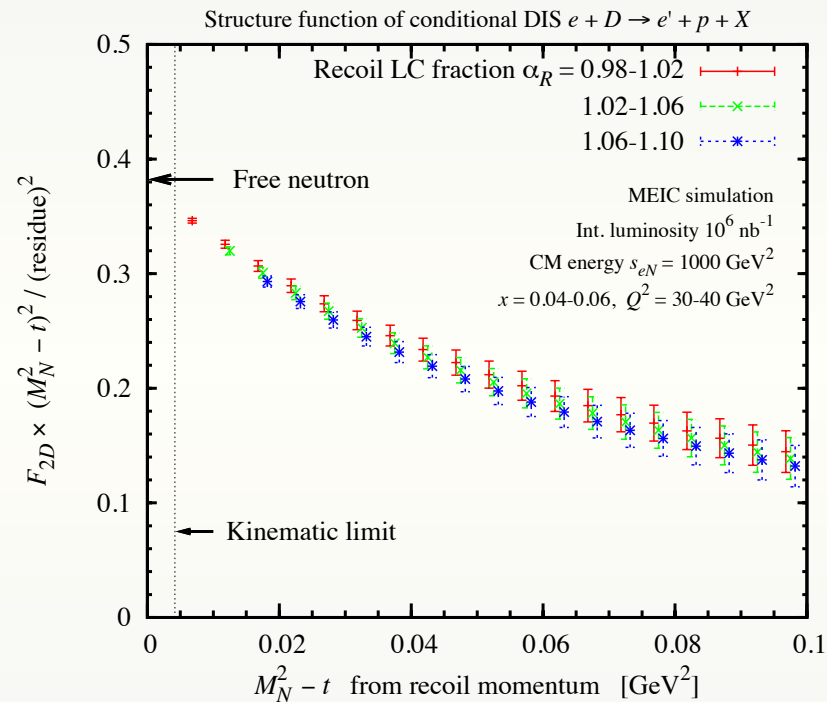 Structure function of conditional DIS e + D → e' + p + X
Recoil LC fraction α_R = 0.98-1.02
1.02-1.06
1.06-1.10
Free neutron
MEIC simulation
Int. luminosity 10^6 nb^-1
CM energy s_eN = 1000 GeV^2
x = 0.04-0.06, Q^2 = 30-40 GeV^2
Kinematic limit
F_2D × (M_N^2 – t)^2 / (residue)^2
0.5
0.4
0.3
0.2
0.1
0
0 0.02 0.04 0.06 0.08 0.1
M_N^2 – t from recoil momentum [GeV^2]